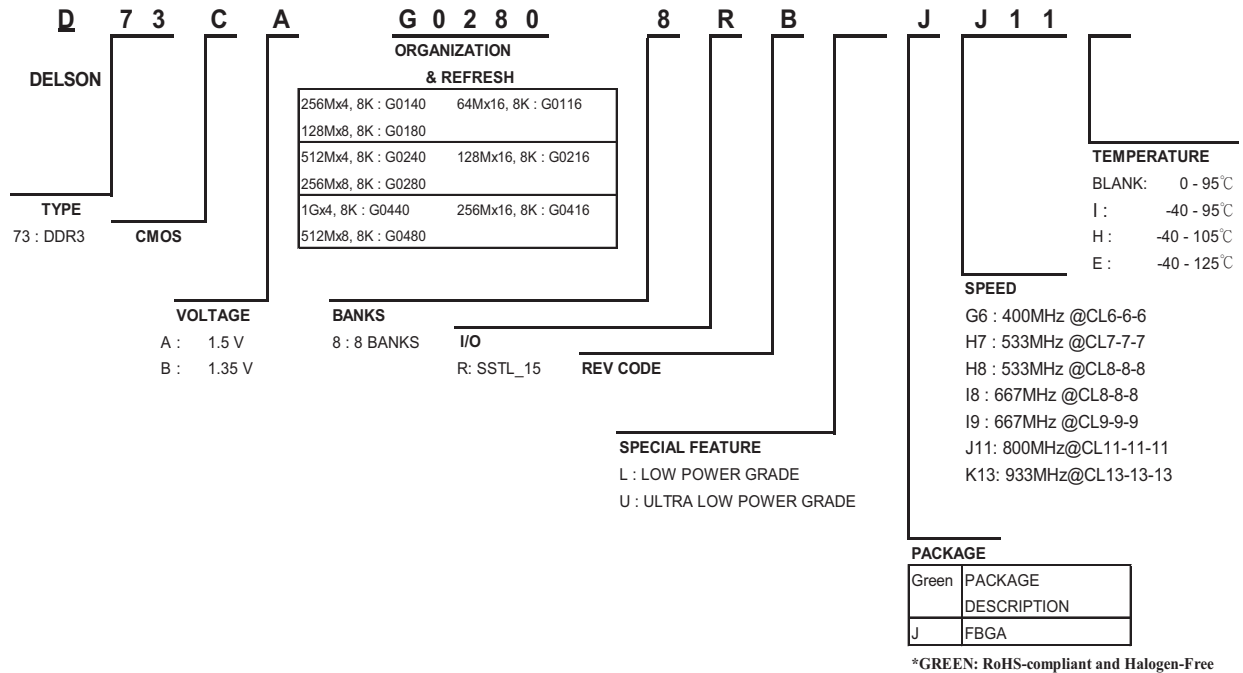 D 7 3 C A G 0 2 8 0 8 R B J J 1 1
DELSON
TYPE
73 : DDR3
CMOS
VOLTAGE
A : 1.5 V
B : 1.35 V
ORGANIZATION
& REFRESH
256Mx4, 8K : G0140 64Mx16, 8K : G0116
128Mx8, 8K : G0180
512Mx4, 8K : G0240 128Mx16, 8K : G0216
256Mx8, 8K : G0280
1Gx4, 8K : G0440 256Mx16, 8K : G0416
512Mx8, 8K : G0480
BANKS
8 : 8 BANKS
I/O
R: SSTL_15
REV CODE
SPECIAL FEATURE
L : LOW POWER GRADE
U : ULTRA LOW POWER GRADE
TEMPERATURE
BLANK: 0 - 95℃
I : -40 - 95℃
H : -40 - 105℃
E : -40 - 125℃
SPEED
G6 : 400MHz @CL6-6-6
H7 : 533MHz @CL7-7-7
H8 : 533MHz @CL8-8-8
I8 : 667MHz @CL8-8-8
I9 : 667MHz @CL9-9-9
J11: 800MHz@CL11-11-11
K13: 933MHz@CL13-13-13
PACKAGE
Green PACKAGE
DESCRIPTION
J FBGA
*GREEN: RoHS-compliant and Halogen-Free